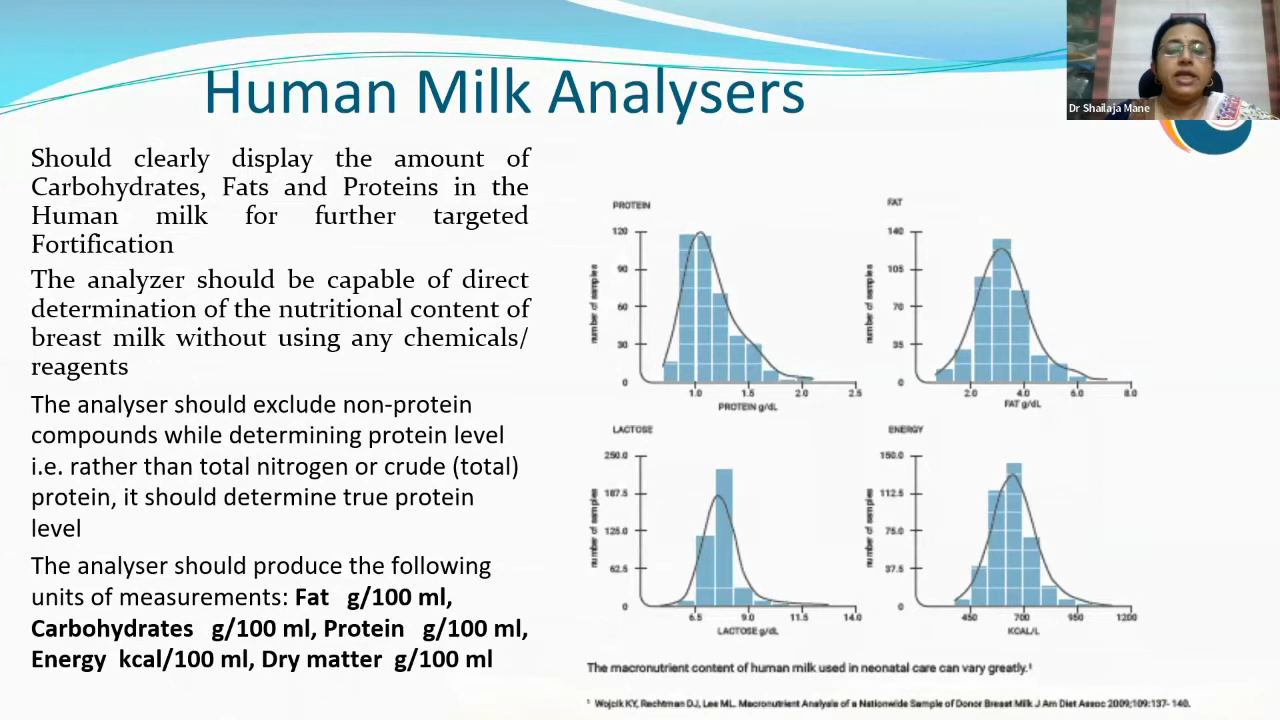 Human Milk Analysers
Dr Shailaja Mane
Should clearly display the amount of
Carbohydrates, Fats and Proteins in the
Human milk for further targeted
Fortification
The analyzer should be capable of direct
determination of the nutritional content of
breast milk without using any chemicals/
reagents
The analyser should exclude non-protein
compounds while determining protein level
i.e. rather than total nitrogen or crude (total)
protein, it should determine true protein
level
The analyser should produce the following
units of measurements: Fat g/100 ml,
Carbohydrates g/100 ml, Protein g/100 ml,
Energy kcal/100 ml, Dry matter g/100 ml
PROTEIN
120
90
60
30
0
number of samples
1.0 1.5 2.0 2.5
PROTEIN g/dL
FAT
140
105
70
35
0
number of samples
2.0 4.0 6.0 8.0
FAT g/dL
LACTOSE
250.0
187.5
125.0
62.5
0
number of samples
6.5 9.0 11.5 14.0
LACTOSE g/dL
ENERGY
150.0
112.5
75.0
37.5
0
number of samples
450 700 950 1200
KCAL/L
The macronutrient content of human milk used in neonatal care can vary greatly.¹
¹ Wojcik KY, Rechtman DJ, Lee ML. Macronutrient Analysis of a Nationwide Sample of Donor Breast Milk J Am Diet Assoc 2009;109:137- 140.